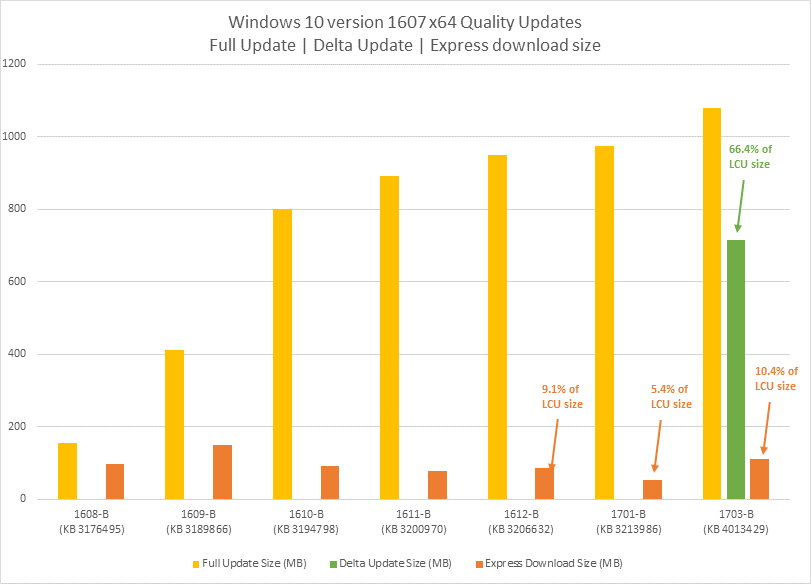 Windows 10 version 1607 x64 Quality Updates
Full Update | Delta Update | Express download size
1200
1000
800
600
400
200
0
66.4% of
LCU size
9.1% of
LCU size
5.4% of
LCU size
10.4% of
LCU size
1608-B
(KB 3176495)
1609-B
(KB 3189866)
1610-B
(KB 3194798)
1611-B
(KB 3200970)
1612-B
(KB 3206632)
1701-B
(KB 3213986)
1703-B
(KB 4013429)
Full Update Size (MB) Delta Update Size (MB) Express Download Size (MB)